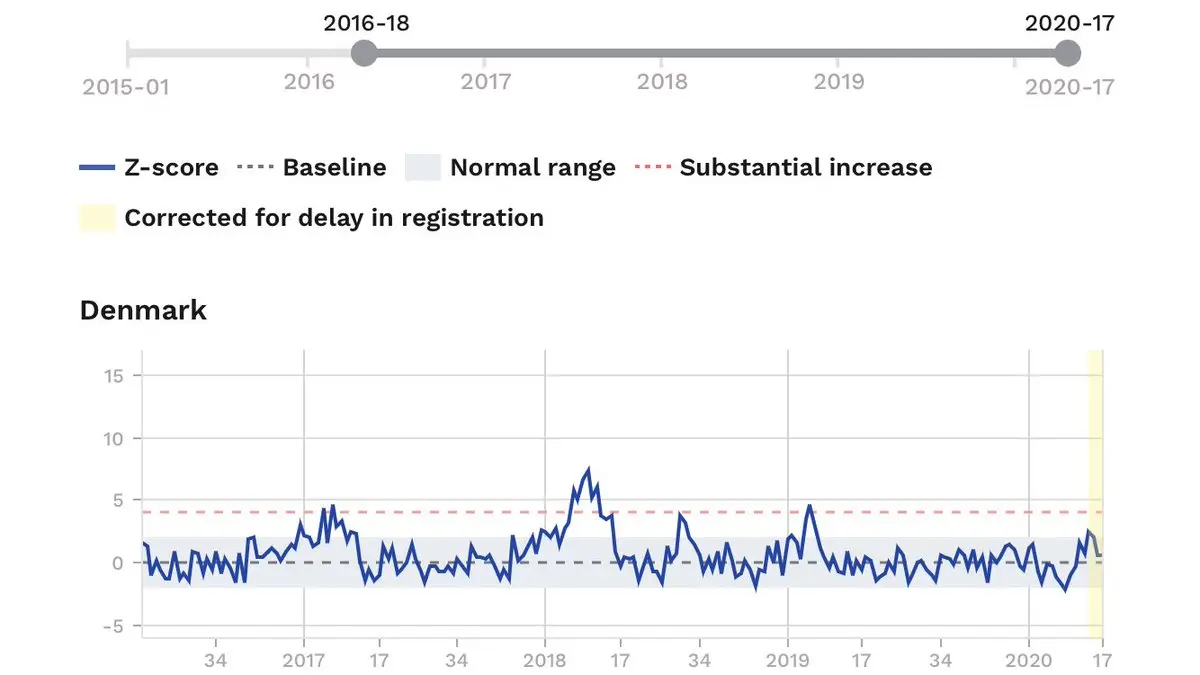 2016-18 2020-17
2015-01 2016 2017 2018 2019 2020-17
Z-score Baseline Normal range Substantial increase
Corrected for delay in registration
Denmark
15
10
5
0
-5
34 2017 17 34 2018 17 34 2019 17 34 2020 17